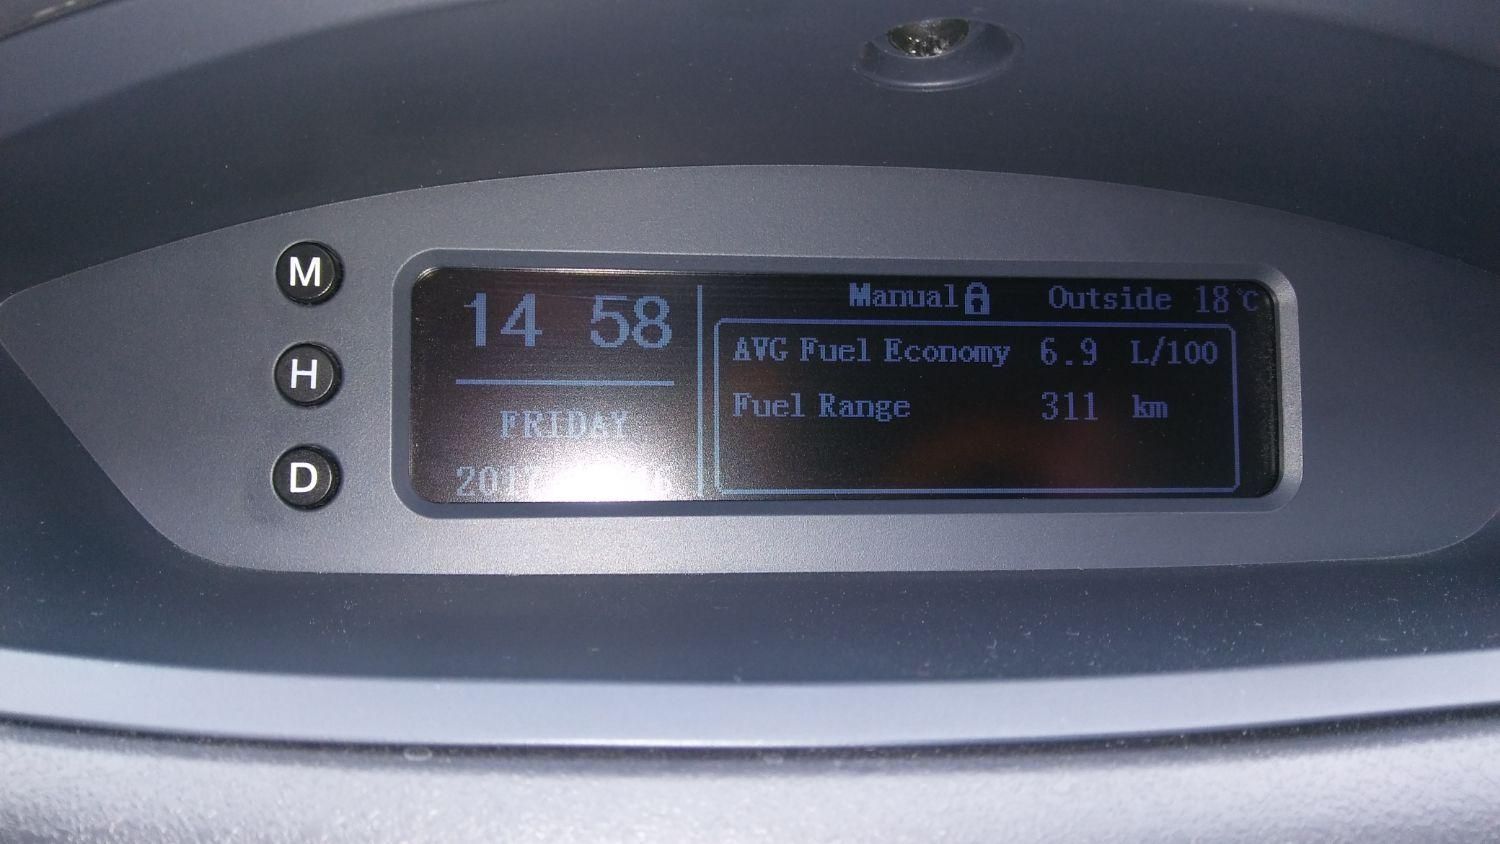 M
H
D
14 58
FRIDAY
Manual Outside 18°C
AVG Fuel Economy 6.9 L/100
Fuel Range 311 km